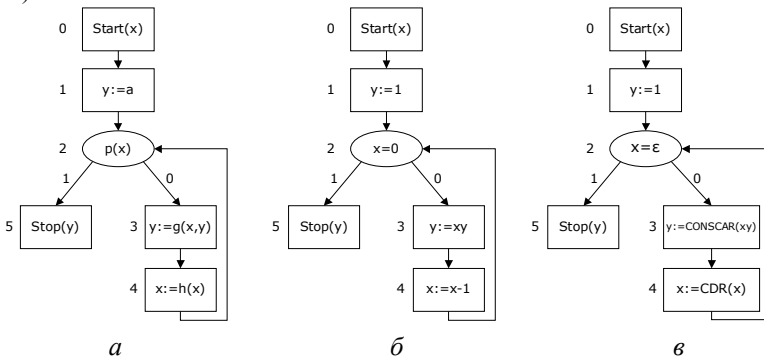 0 Start(x) 0 Start(x) 0 Start(x)
1 y:=a 1 y:=1 1 y:=1
2 p(x) 2 x=0 2 x=ε
1 0 1 0 1 0
5 Stop(y) 3 y:=g(x,y) 5 Stop(y) 3 y:=xy 5 Stop(y) 3 y:=CONSCAR(xy)
4 x:=h(x) 4 x:=x-1 4 x:=CDR(x)
а б в